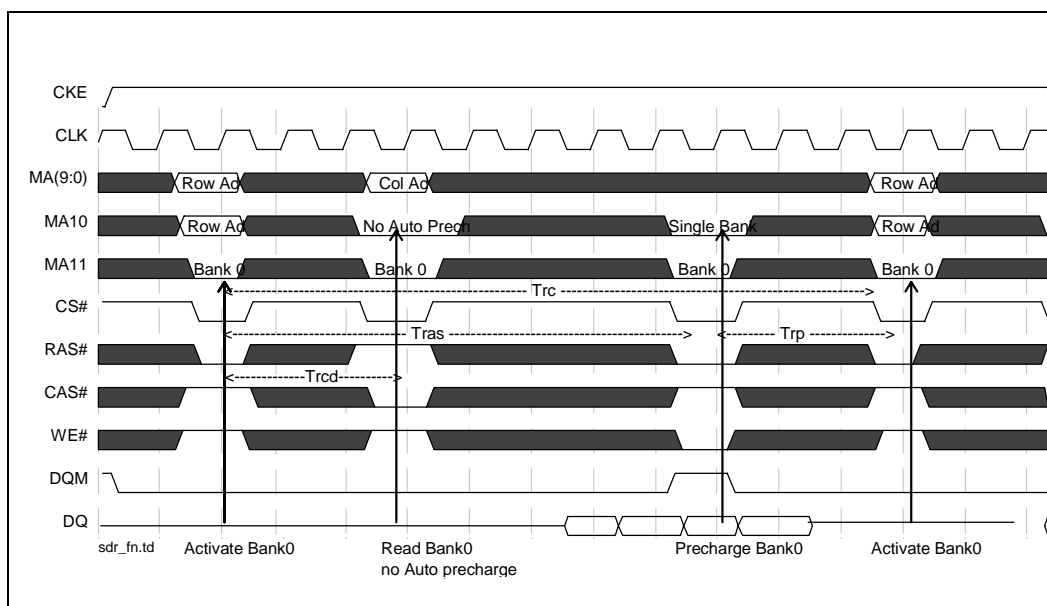 CKE
CLK
MA(9:0) Row Ad Col Ad Row Ad
MA10 Row Ad No Auto Prech Single Bank Row Ad
MA11 Bank 0 Bank 0 Bank 0 Bank 0
Trc
CS#
Tras Trp
RAS#
Trcd
CAS#
WE#
DQM
DQ
sdr_fn.td Activate Bank0 Read Bank0 Precharge Bank0 Activate Bank0
no Auto precharge